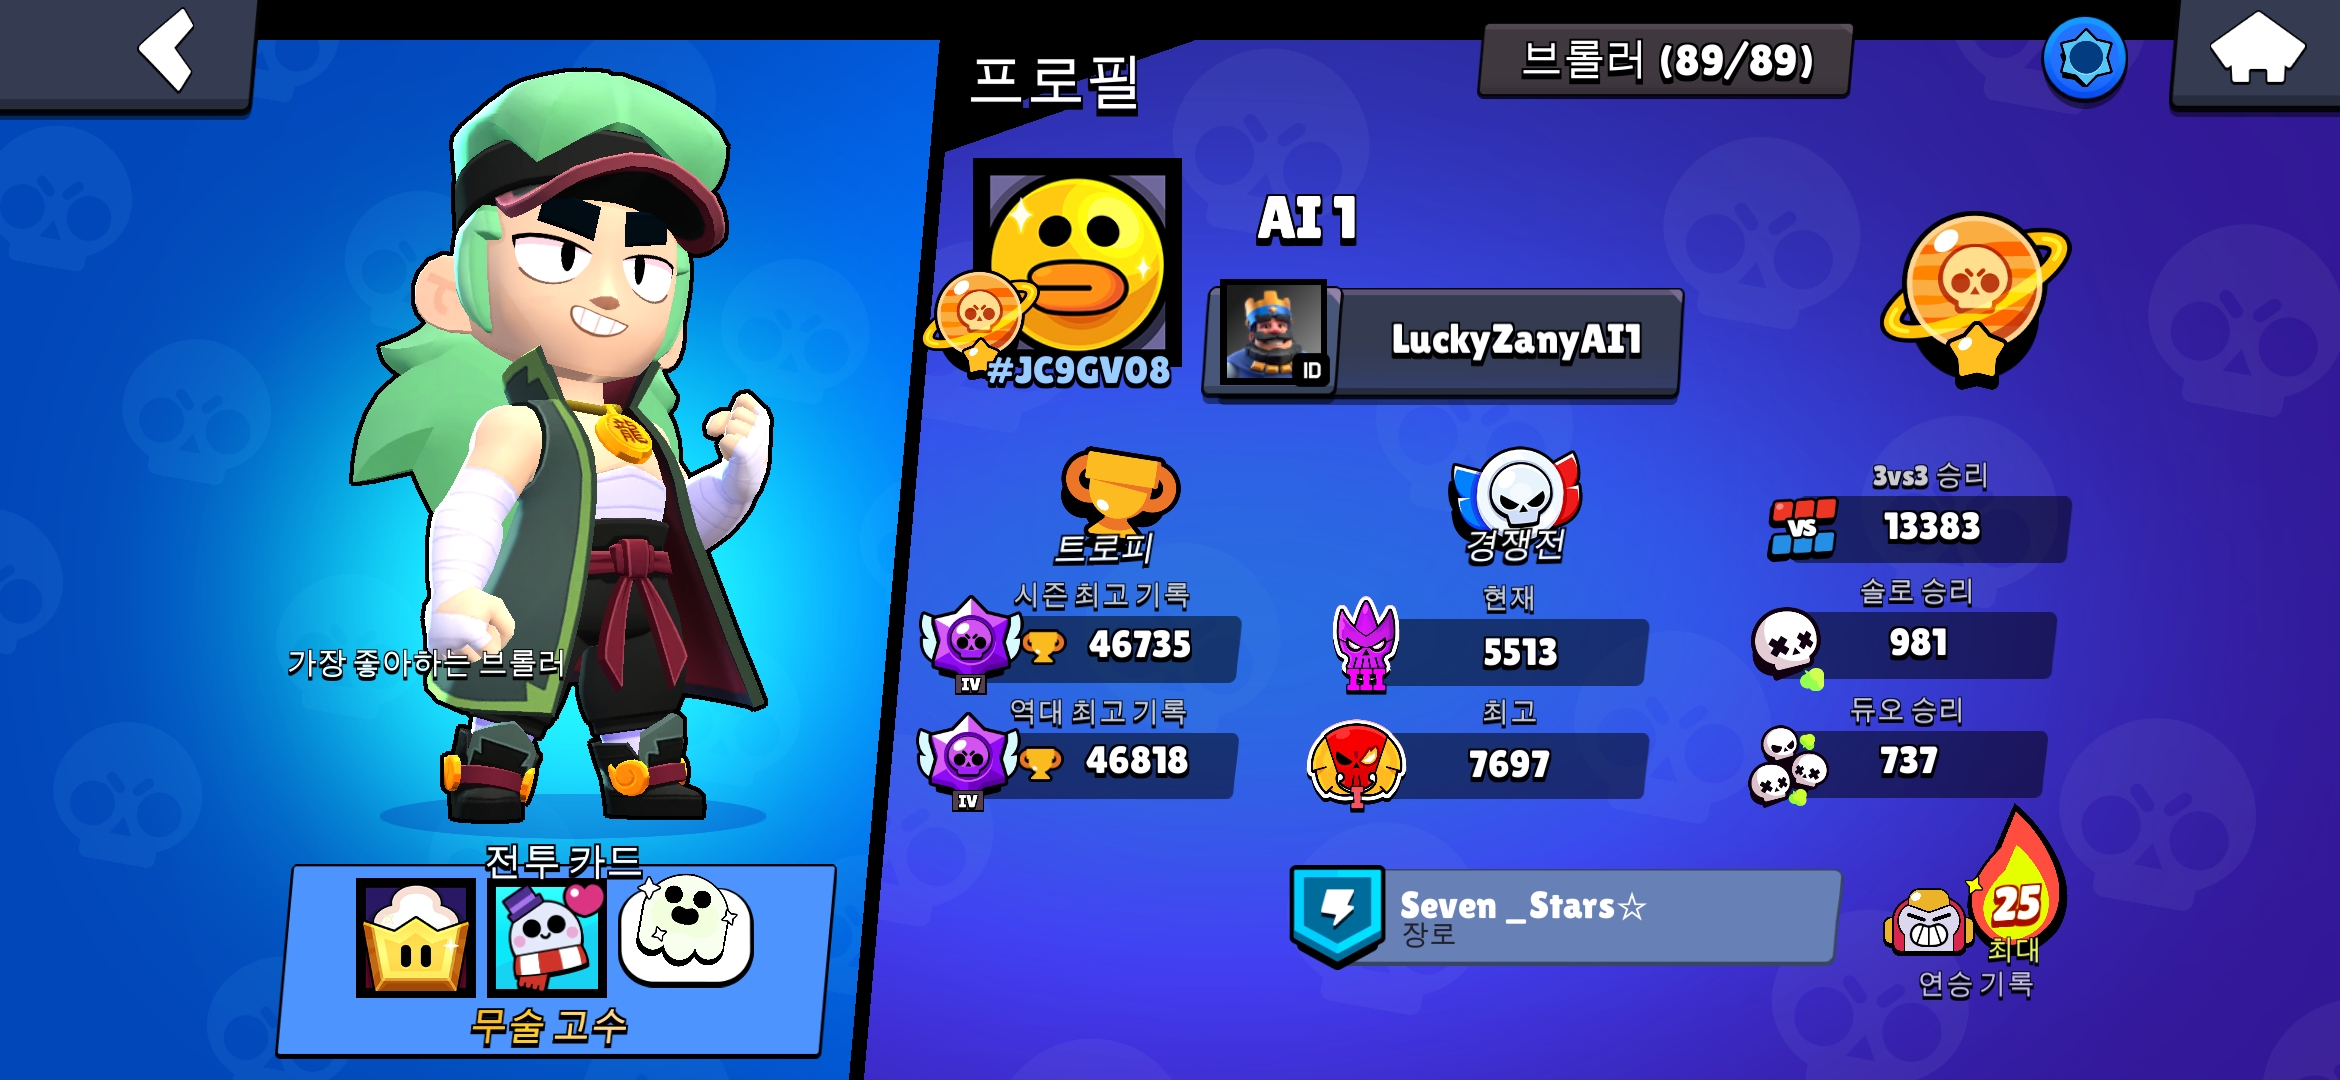 프로필
브롤러 (89/89)
AI 1
#JC9GV08
ID
LuckyZanyAI1
龍
가장 좋아하는 브롤러
전투 카드
무술 고수
트로피
시즌 최고 기록
46735
IV
역대 최고 기록
46818
IV
경쟁전
현재
5513
III
최고
7697
I
3vs3 승리
VS
13383
솔로 승리
981
듀오 승리
737
Seven _Stars☆
장로
25
최대
연승 기록